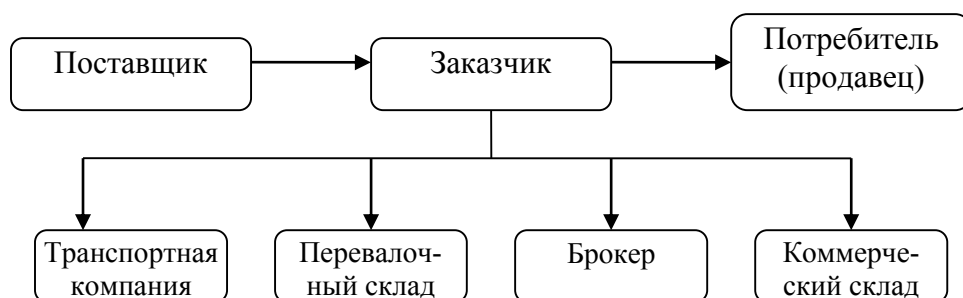 Поставщик
Заказчик
Потребитель
(продавец)
Транспортная
компания
Перевалоч-
ный склад
Брокер
Коммерче-
ский склад